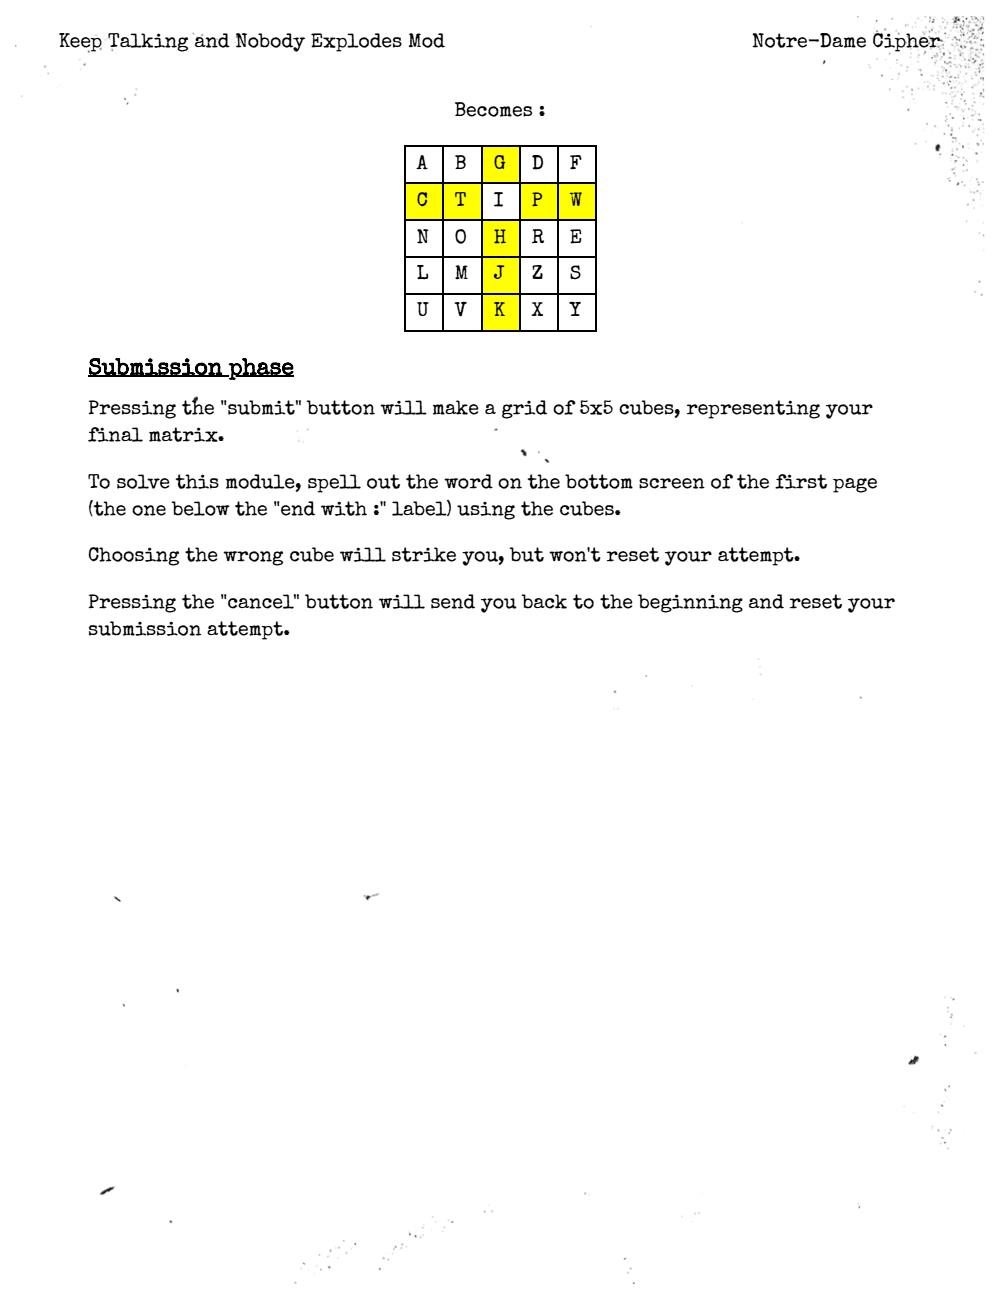 Keep Talking and Nobody Explodes Mod
Notre-Dame Cipher
Becomes :
A B G D F
C T I P W
N O H R E
L M J Z S
U V K X Y
Submission phase
Pressing the "submit" button will make a grid of 5x5 cubes, representing your
final matrix.
To solve this module, spell out the word on the bottom screen of the first page
(the one below the "end with :" label) using the cubes.
Choosing the wrong cube will strike you, but won't reset your attempt.
Pressing the "cancel" button will send you back to the beginning and reset your
submission attempt.